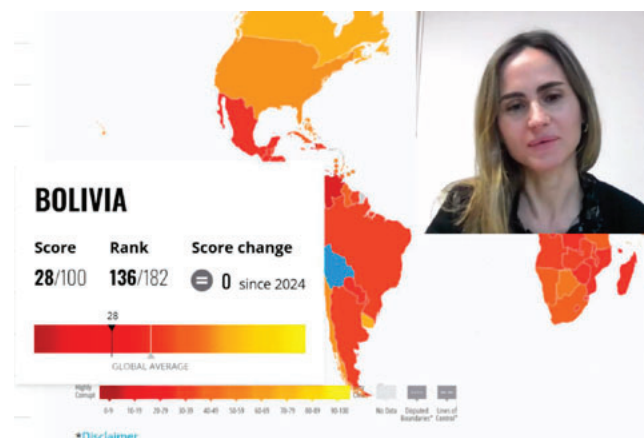 BOLIVIA
Score Rank Score change
28/100 136/182 = 0 since 2024
28
GLOBAL AVERAGE
Highly
Corrupt
0-9 10-19 20-29 30-39 40-49 50-59 60-69 70-79 80-89 90-100
No Data Disputed Boundaries* Lines of Control*
*Disclaimer